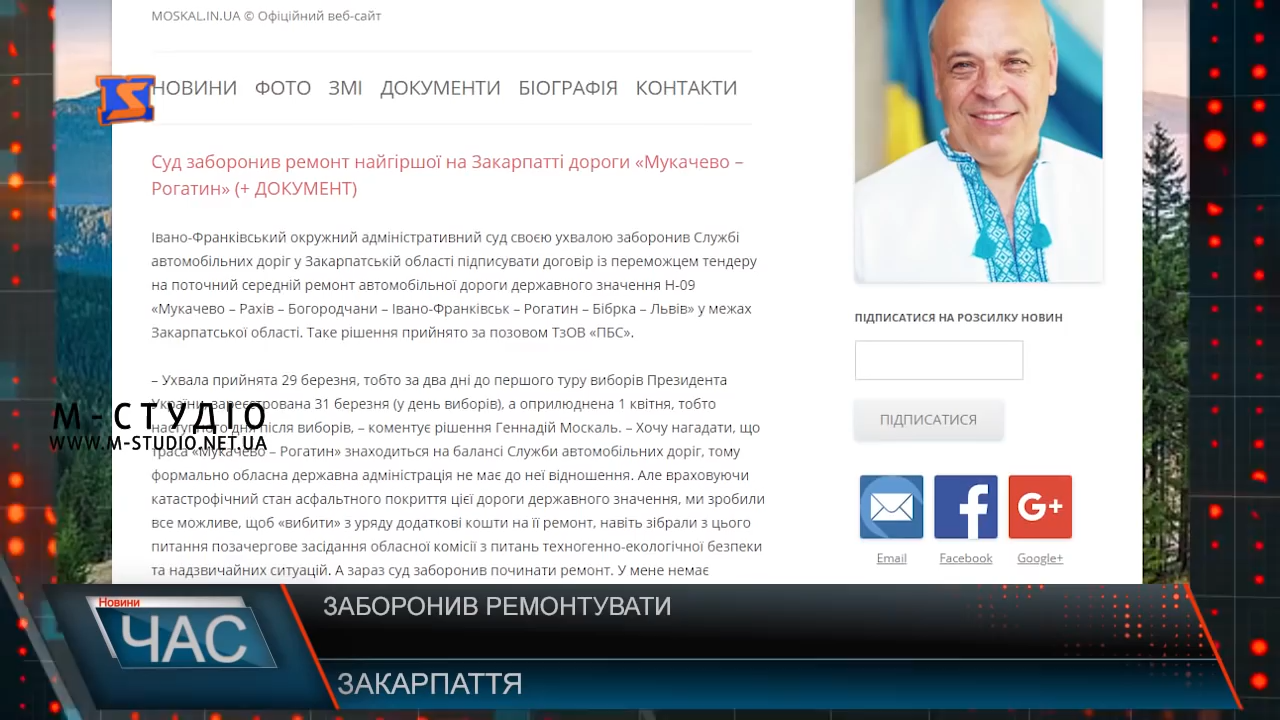 MOSKAL.IN.UA © Офіційний веб-сайт
НОВИНИ ФОТО ЗМІ ДОКУМЕНТИ БІОГРАФІЯ КОНТАКТИ
Суд заборонив ремонт найгіршої на Закарпатті дороги «Мукачево –
Рогатин» (+ ДОКУМЕНТ)
Івано-Франківський окружний адміністративний суд своєю ухвалою заборонив Службі
автомобільних доріг у Закарпатській області підписувати договір із переможцем тендеру
на поточний середній ремонт автомобільної дороги державного значення Н-09
«Мукачево – Рахів – Богородчани – Івано-Франківськ – Рогатин – Бібрка – Львів» у межах
Закарпатської області. Таке рішення прийнято за позовом ТзОВ «ПБС».
– Ухвала прийнята 29 березня, тобто за два дні до першого туру виборів Президента
України, зареєстрована 31 березня (у день виборів), а оприлюднена 1 квітня, тобто
наступного дня після виборів, – коментує рішення Геннадій Москаль. – Хочу нагадати, що
траса «Мукачево – Рогатин» знаходиться на балансі Служби автомобільних доріг, тому
формально обласна державна адміністрація не має до неї відношення. Але враховуючи
катастрофічний стан асфальтного покриття цієї дороги державного значення, ми зробили
все можливе, щоб «вибити» з уряду додаткові кошти на її ремонт, навіть зібрали з цього
питання позачергове засідання обласної комісії з питань техногенно-екологічної безпеки
та надзвичайних ситуацій. А зараз суд заборонив починати ремонт. У мене немає
М-СТУДІО
WWW.M-STUDIO.NET.UA
ПІДПИСАТИСЯ НА РОЗСИЛКУ НОВИН
ПІДПИСАТИСЯ
G+
Email Facebook Google+
Новини
ЧАС
ЗАБОРОНИВ РЕМОНТУВАТИ
ЗАКАРПАТТЯ